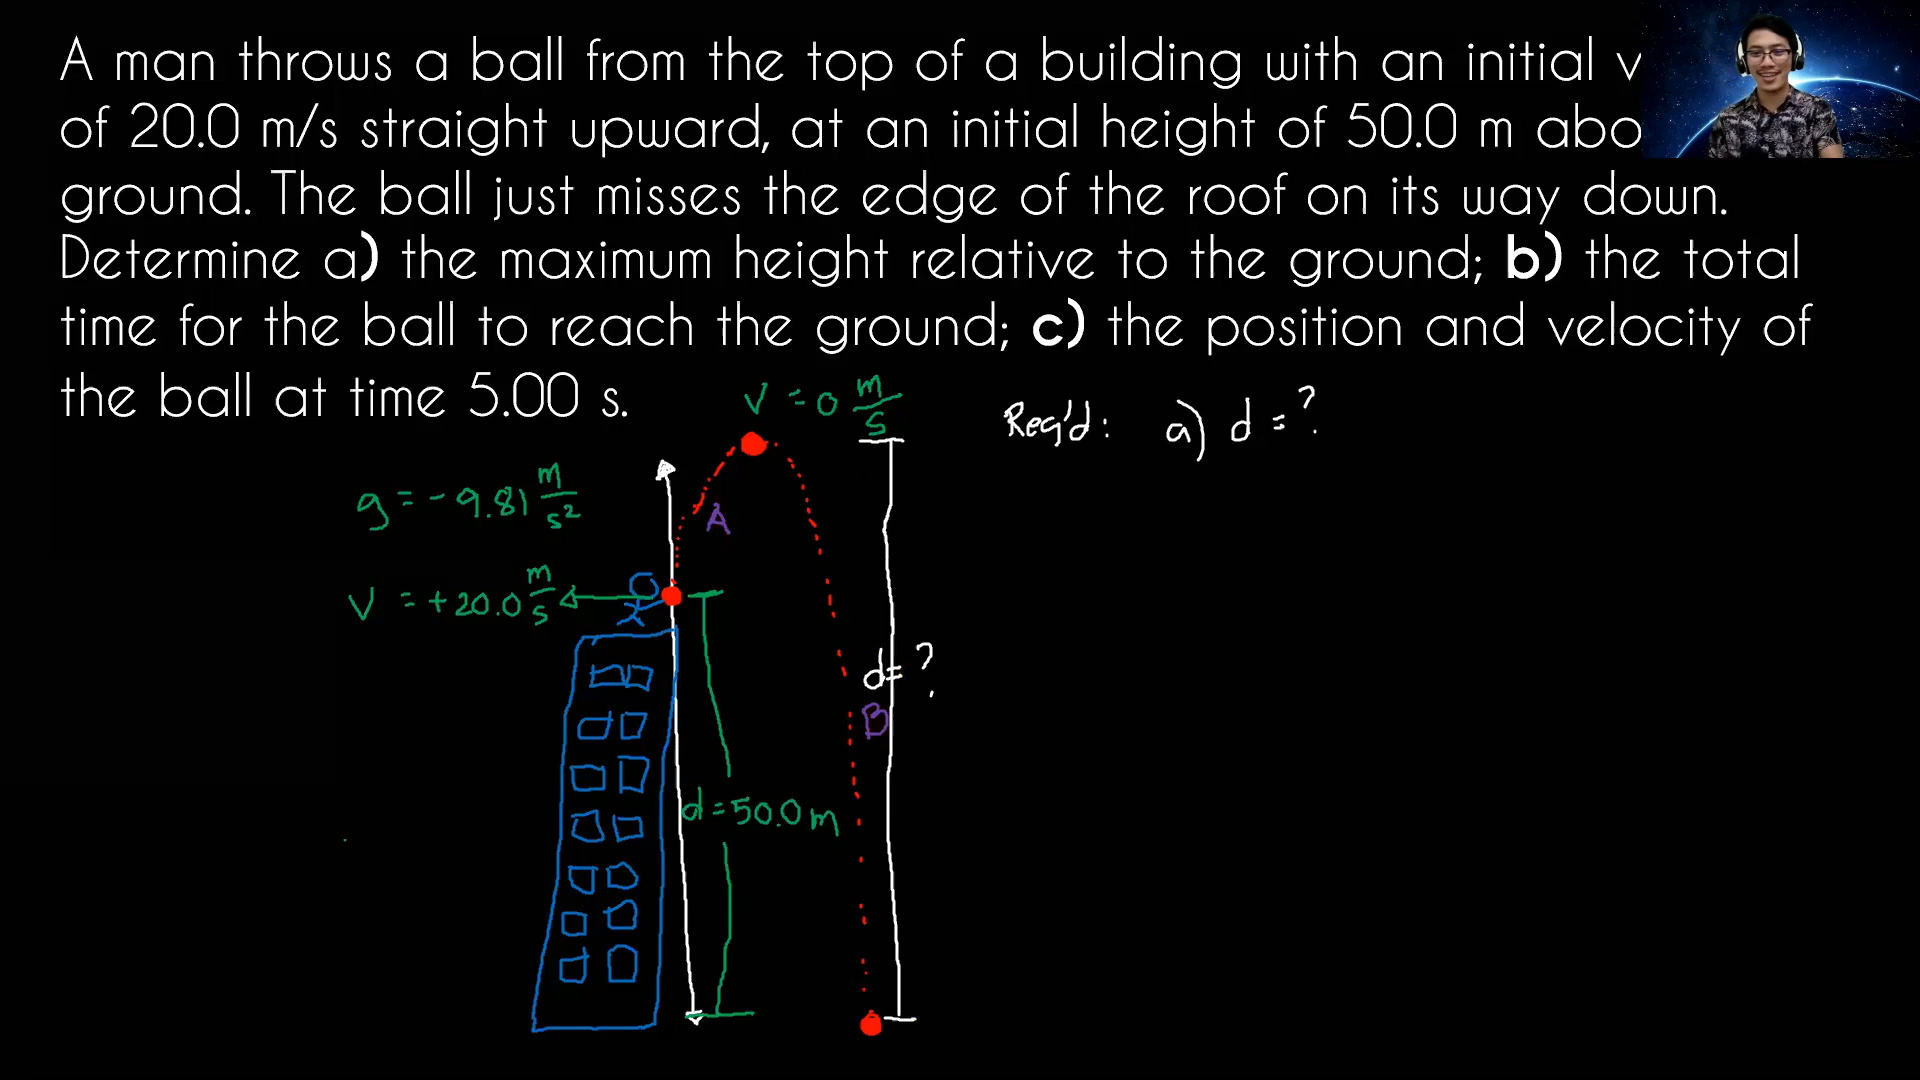 A man throws a ball from the top of a building with an initial v
of 20.0 m/s straight upward, at an initial height of 50.0 m abo
ground. The ball just misses the edge of the roof on its way down.
Determine a) the maximum height relative to the ground; b) the total
time for the ball to reach the ground; c) the position and velocity of
the ball at time 5.00 s.
V = 0 m/s
Req'd: a) d = ?
g = -9.81 m/s²
A
V = +20.0 m/s
d = ?
B
d = 50.0 m